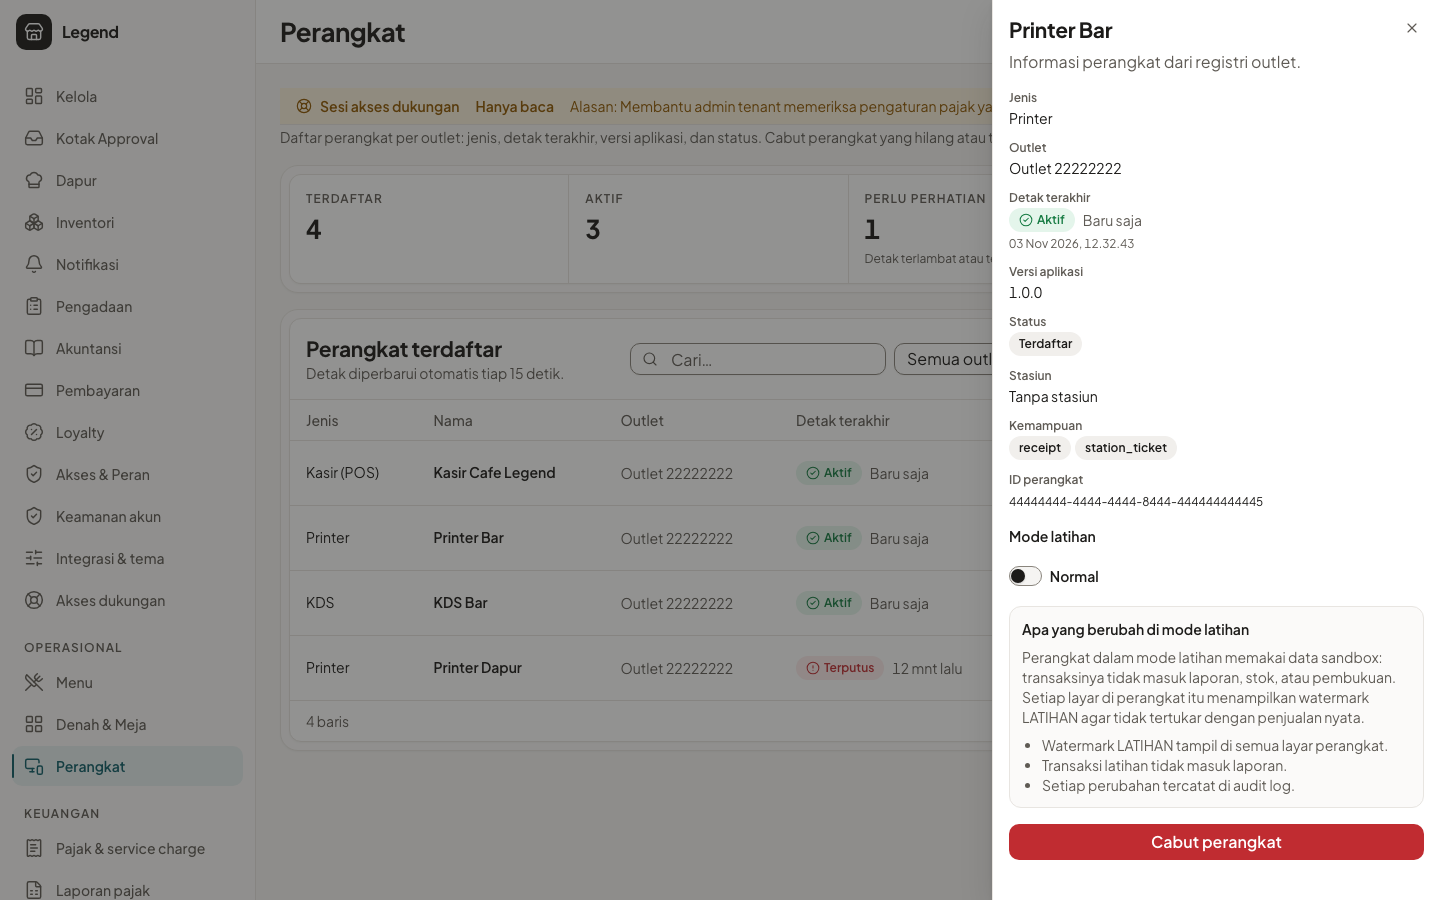 Legend
Kelola
Kotak Approval
Dapur
Inventori
Notifikasi
Pengadaan
Akuntansi
Pembayaran
Loyalty
Akses & Peran
Keamanan akun
Integrasi & tema
Akses dukungan
OPERASIONAL
Menu
Denah & Meja
Perangkat
KEUANGAN
Pajak & service charge
Laporan pajak
Perangkat
Sesi akses dukungan Hanya baca Alasan: Membantu admin tenant memeriksa pengaturan pajak ya
Daftar perangkat per outlet: jenis, detak terakhir, versi aplikasi, dan status. Cabut perangkat yang hilang atau t
TERDAFTAR
4
AKTIF
3
PERLU PERHATIAN
1
Detak terlambat atau te
Perangkat terdaftar
Detak diperbarui otomatis tiap 15 detik.
Cari...
Semua outl
Jenis Nama Outlet Detak terakhir
Kasir (POS) Kasir Cafe Legend Outlet 22222222 Aktif Baru saja
Printer Printer Bar Outlet 22222222 Aktif Baru saja
KDS KDS Bar Outlet 22222222 Aktif Baru saja
Printer Printer Dapur Outlet 22222222 Terputus 12 mnt lalu
4 baris
Printer Bar
Informasi perangkat dari registri outlet.
Jenis
Printer
Outlet
Outlet 22222222
Detak terakhir
Aktif Baru saja
03 Nov 2026, 12.32.43
Versi aplikasi
1.0.0
Status
Terdaftar
Stasiun
Tanpa stasiun
Kemampuan
receipt station_ticket
ID perangkat
44444444-4444-4444-8444-444444444445
Mode latihan
Normal
Apa yang berubah di mode latihan
Perangkat dalam mode latihan memakai data sandbox:
transaksinya tidak masuk laporan, stok, atau pembukuan.
Setiap layar di perangkat itu menampilkan watermark
LATIHAN agar tidak tertukar dengan penjualan nyata.
• Watermark LATIHAN tampil di semua layar perangkat.
• Transaksi latihan tidak masuk laporan.
• Setiap perubahan tercatat di audit log.
Cabut perangkat